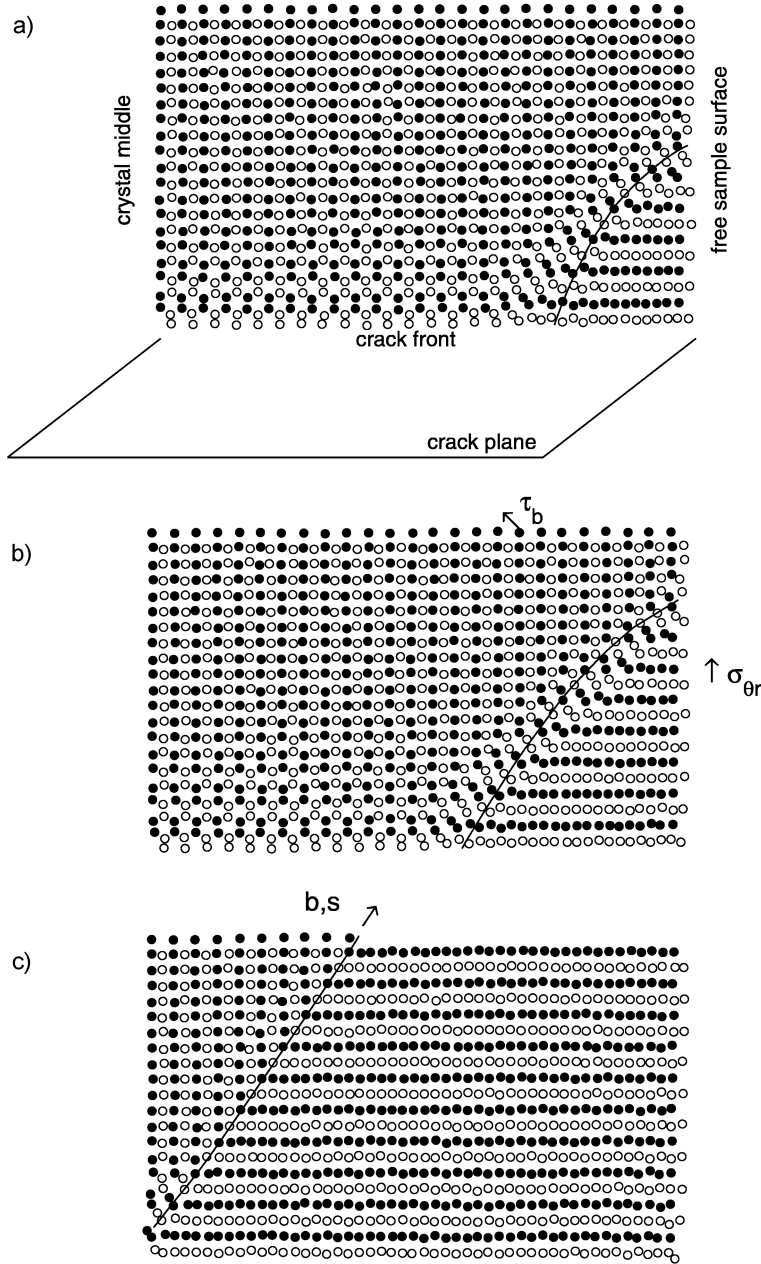 a)
crystal middle
free sample surface
crack front
crack plane
b)
τb
σθr
b,s
c)